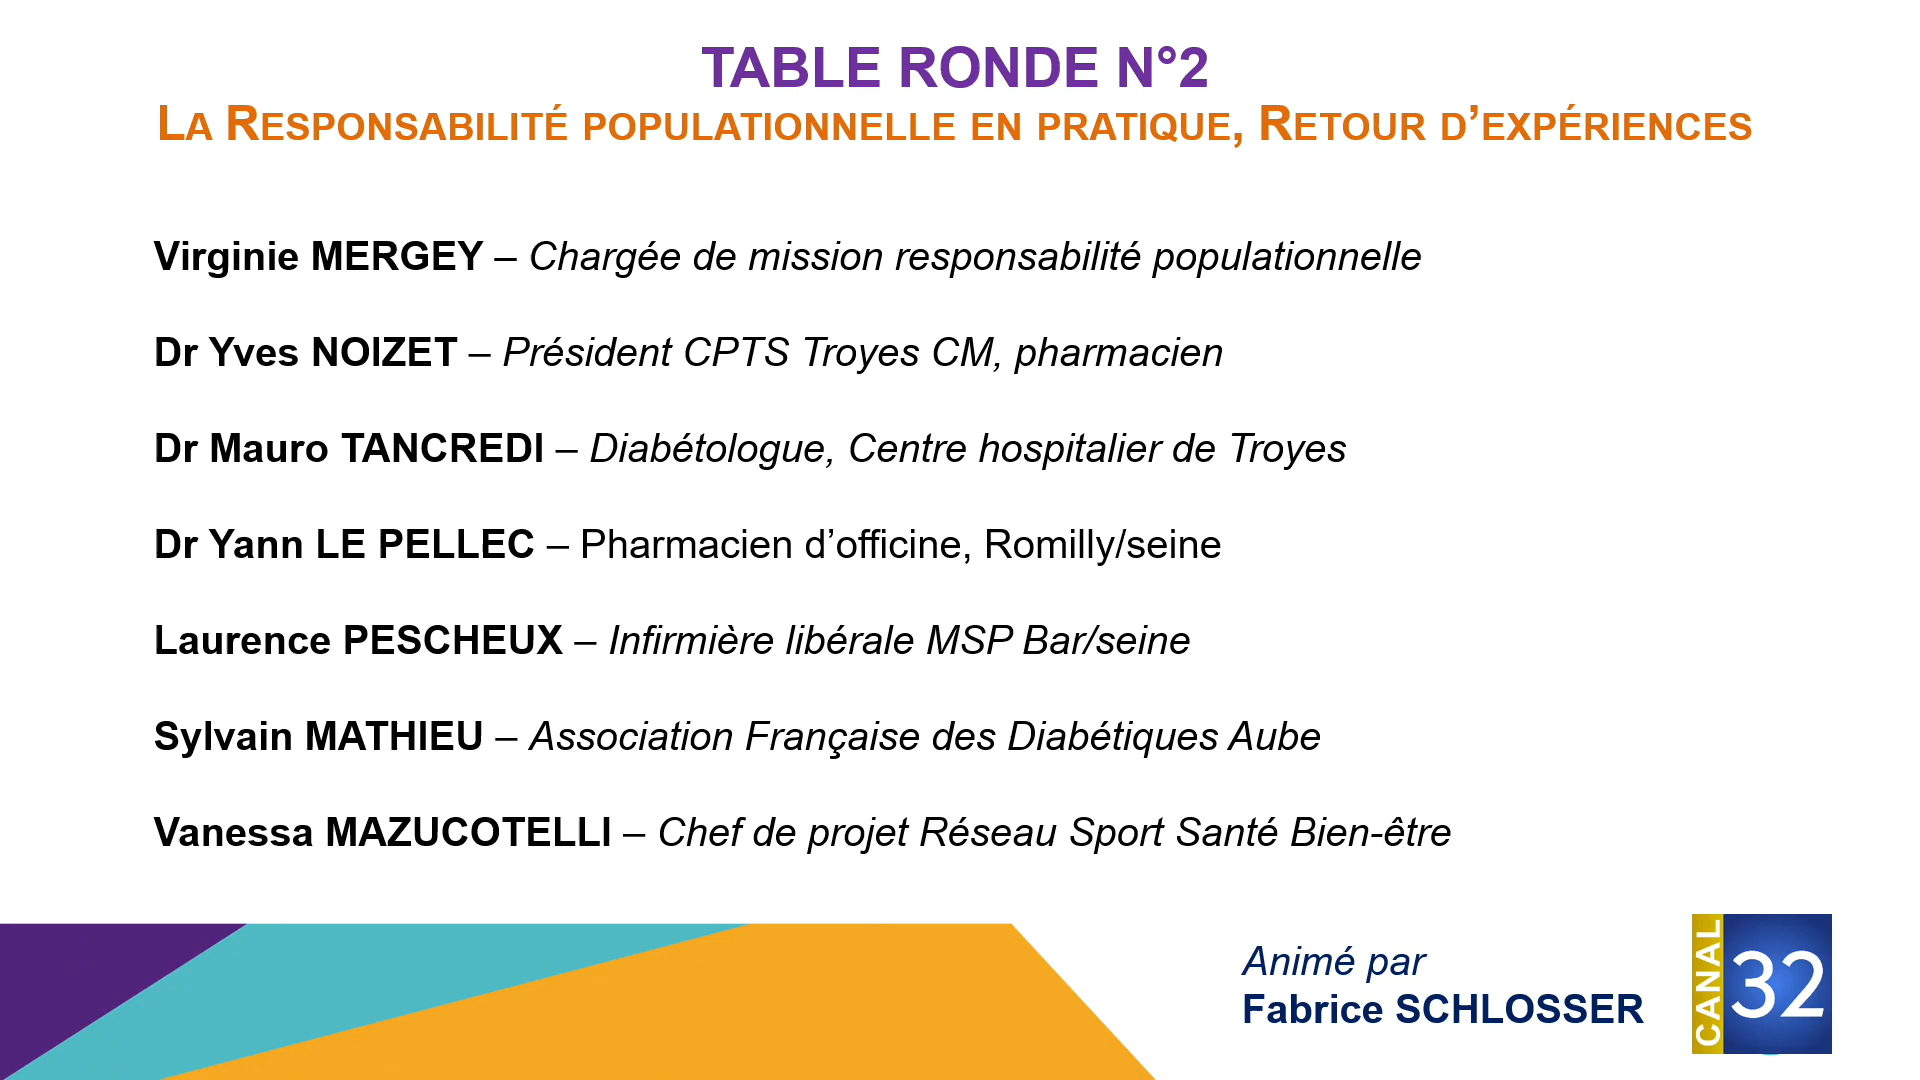 TABLE RONDE N°2
LA RESPONSABILITÉ POPULATIONNELLE EN PRATIQUE, RETOUR D’EXPÉRIENCES
Virginie MERGEY – Chargée de mission responsabilité populationnelle
Dr Yves NOIZET – Président CPTS Troyes CM, pharmacien
Dr Mauro TANCREDI – Diabétologue, Centre hospitalier de Troyes
Dr Yann LE PELLEC – Pharmacien d’officine, Romilly/seine
Laurence PESCHEUX – Infirmière libérale MSP Bar/seine
Sylvain MATHIEU – Association Française des Diabétiques Aube
Vanessa MAZUCOTELLI – Chef de projet Réseau Sport Santé Bien-être
Animé par
Fabrice SCHLOSSER
CANAL 32